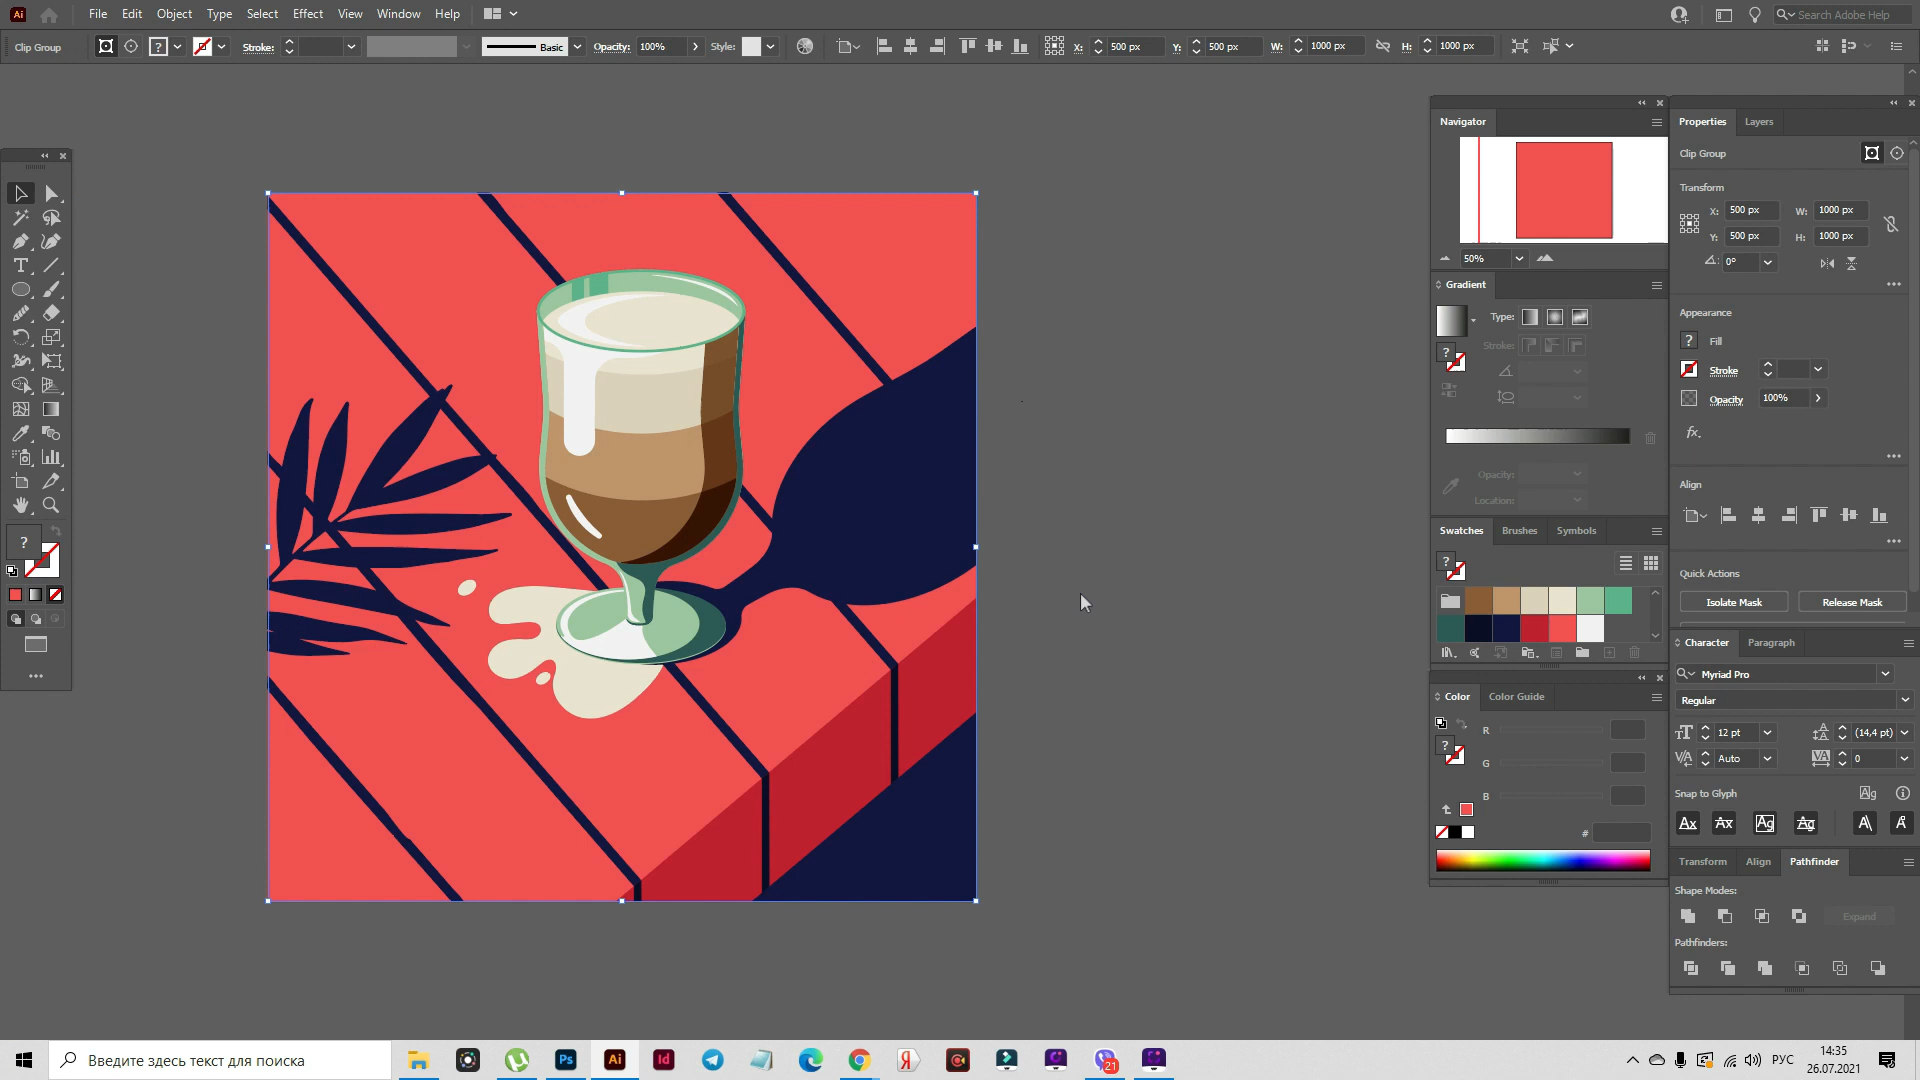 Ai File Edit Object Type Select Effect View Window Help Search Adobe Help
Clip Group ? Stroke: Basic Opacity: 100% Style: X: 500 px Y: 500 px W: 1000 px H: 1000 px
Navigator
50%
Gradient
Type:
Stroke:
Opacity:
Location:
Swatches Brushes Symbols
Color Color Guide
R
G
B
#
Properties Layers
Clip Group
Transform
X: 500 px W: 1000 px
Y: 500 px H: 1000 px
0°
Appearance
? Fill
Stroke
Opacity 100%
fx.
Align
Quick Actions
Isolate Mask Release Mask
Character Paragraph
Myriad Pro
Regular
12 pt (14,4 pt)
Auto 0
Snap to Glyph
Transform Align Pathfinder
Shape Modes:
Expand
Pathfinders:
Введите здесь текст для поиска Ps Ai Id Я 21 РУС 14:35
26.07.2021